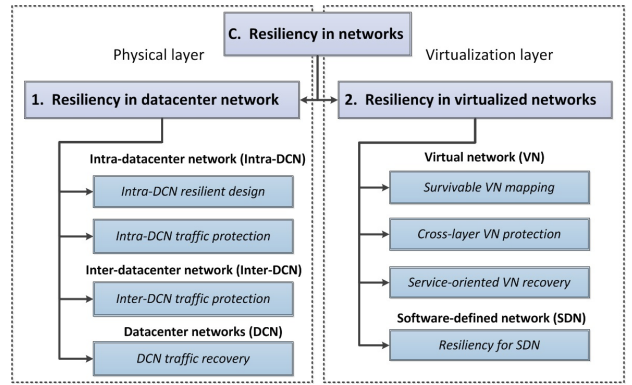 C. Resiliency in networks
Physical layer
Virtualization layer
1. Resiliency in datacenter network
2. Resiliency in virtualized networks
Intra-datacenter network (Intra-DCN)
Intra-DCN resilient design
Intra-DCN traffic protection
Inter-datacenter network (Inter-DCN)
Inter-DCN traffic protection
Datacenter networks (DCN)
DCN traffic recovery
Virtual network (VN)
Survivable VN mapping
Cross-layer VN protection
Service-oriented VN recovery
Software-defined network (SDN)
Resiliency for SDN